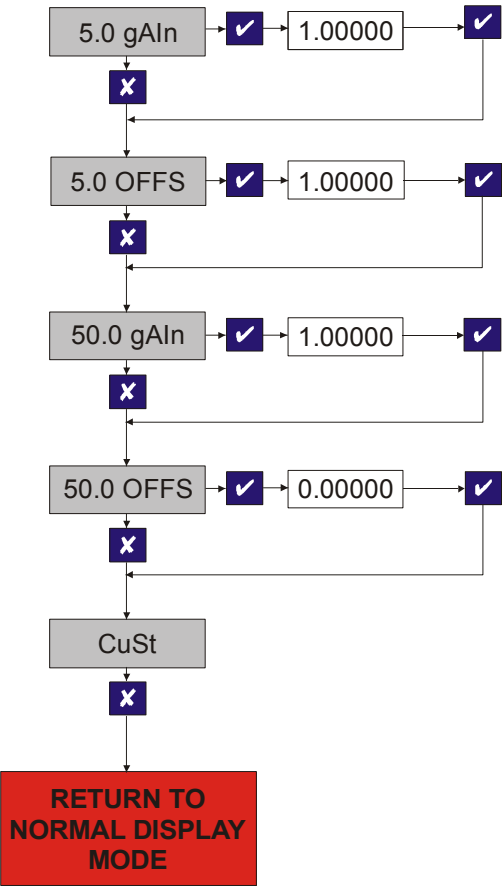 5.0 gAIn
✔
1.00000
✔
✘
5.0 OFFS
✔
1.00000
✔
✘
50.0 gAIn
✔
1.00000
✔
✘
50.0 OFFS
✔
0.00000
✔
✘
CuSt
✘
RETURN TO
NORMAL DISPLAY
MODE